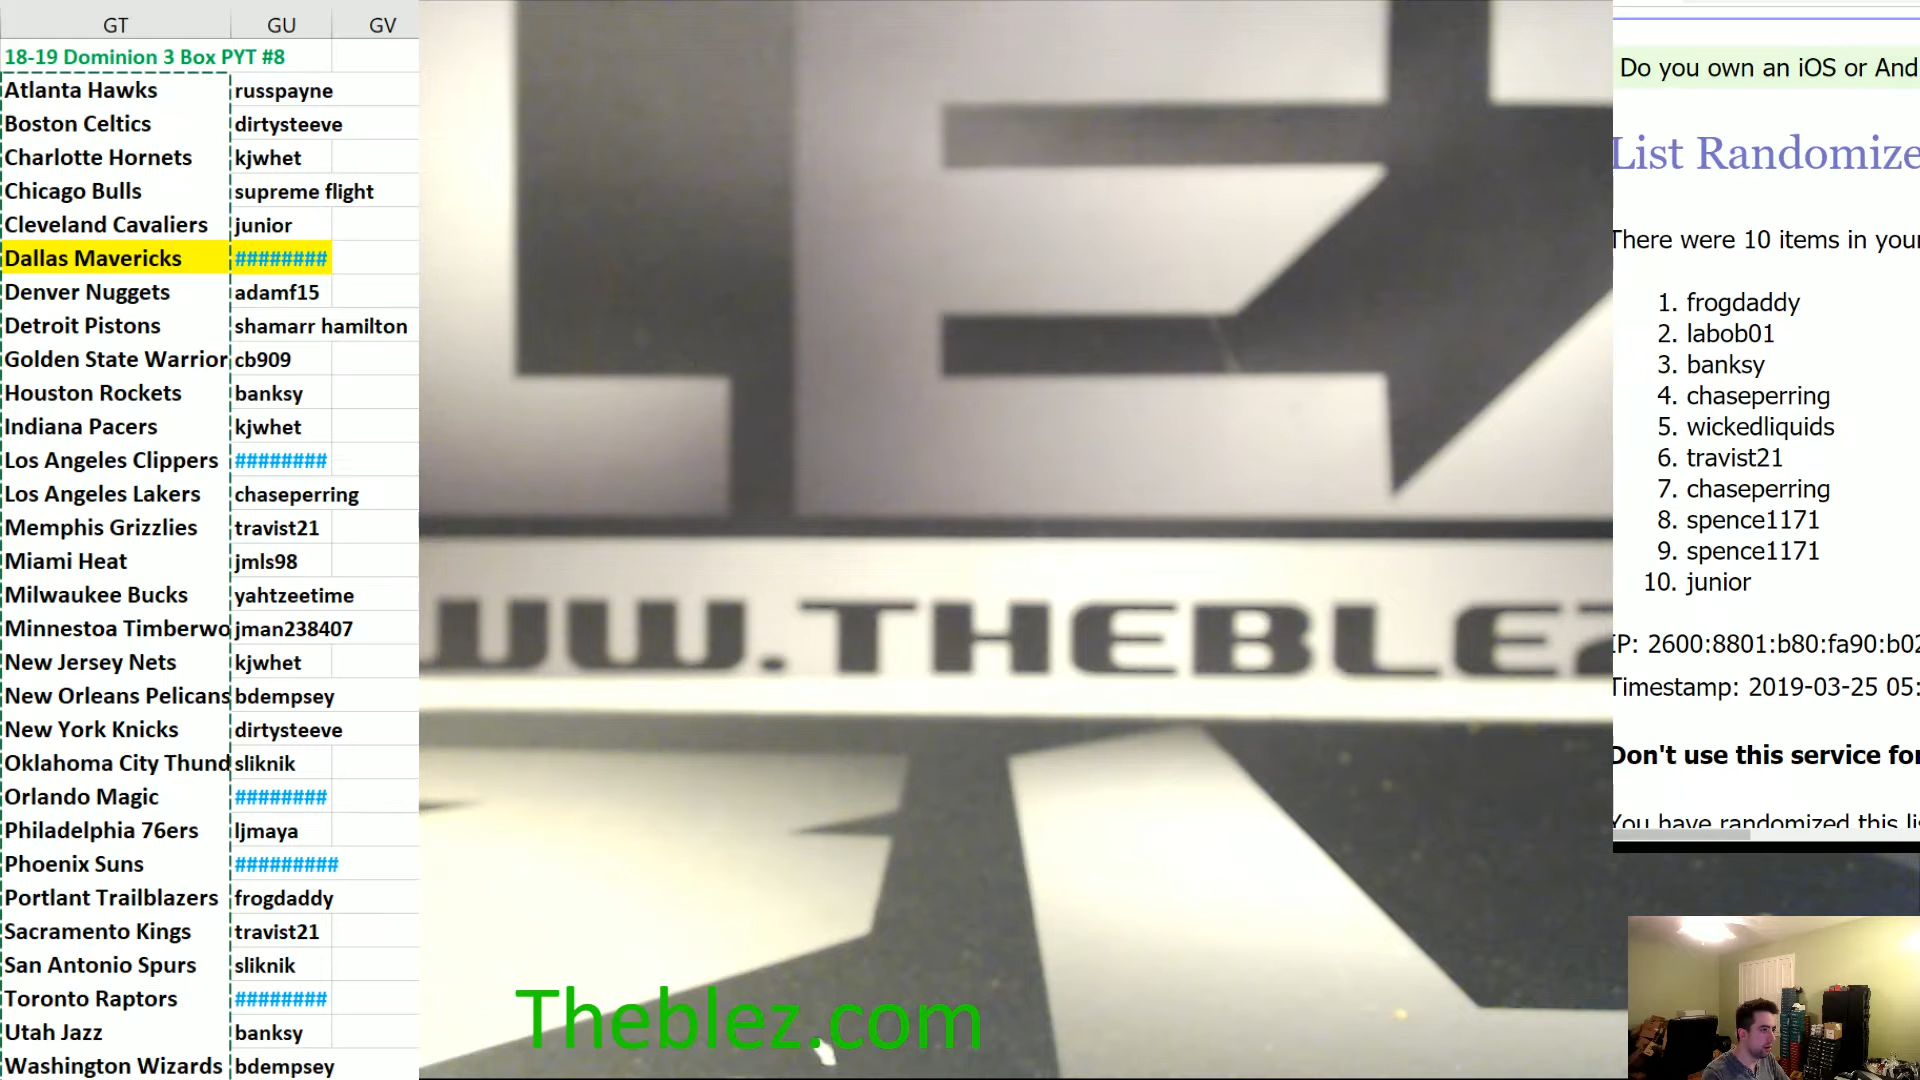 GT GU GV
18-19 Dominion 3 Box PYT #8
Atlanta Hawks russpayne
Boston Celtics dirtysteeve
Charlotte Hornets kjwhet
Chicago Bulls supreme flight
Cleveland Cavaliers junior
Dallas Mavericks ########
Denver Nuggets adamf15
Detroit Pistons shamarr hamilton
Golden State Warrior cb909
Houston Rockets banksy
Indiana Pacers kjwhet
Los Angeles Clippers ########
Los Angeles Lakers chaseperring
Memphis Grizzlies travist21
Miami Heat jmls98
Milwaukee Bucks yahtzeetime
Minnestoa Timberwo jman238407
New Jersey Nets kjwhet
New Orleans Pelicans bdempsey
New York Knicks dirtysteeve
Oklahoma City Thund sliknik
Orlando Magic ########
Philadelphia 76ers ljmaya
Phoenix Suns #########
Portlant Trailblazers frogdaddy
Sacramento Kings travist21
San Antonio Spurs sliknik
Toronto Raptors ########
Utah Jazz banksy
Washington Wizards bdempsey
LEZ
WW.THEBLEZ
Theblez.com
Do you own an iOS or And
List Randomize
There were 10 items in your
1. frogdaddy
2. labob01
3. banksy
4. chaseperring
5. wickedliquids
6. travist21
7. chaseperring
8. spence1171
9. spence1171
10. junior
IP: 2600:8801:b80:fa90:b02
Timestamp: 2019-03-25 05:
Don't use this service for
You have randomized this lis